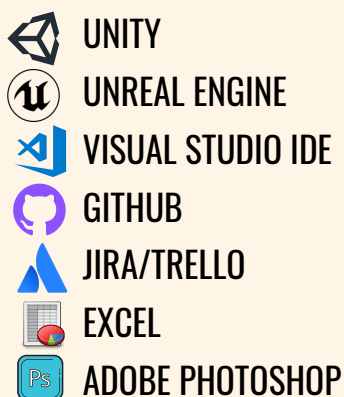 UNITY
UNREAL ENGINE
VISUAL STUDIO IDE
GITHUB
JIRA/TRELLO
EXCEL
Ps ADOBE PHOTOSHOP